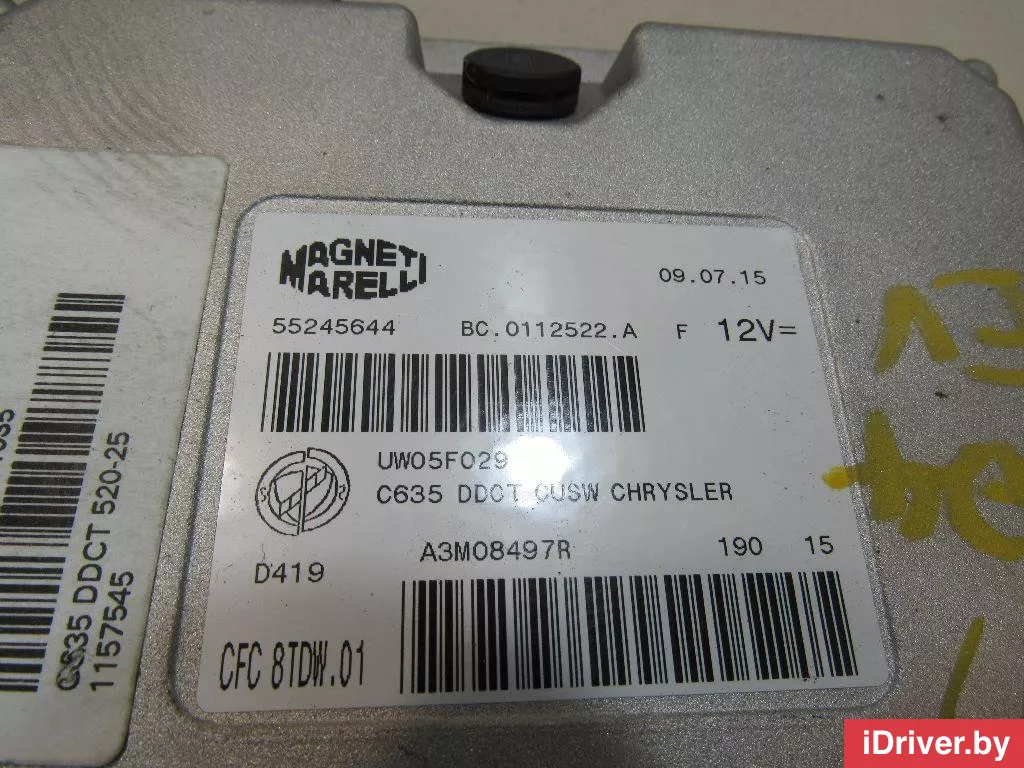 MAGNETI
MARELLI
09.07.15
55245644 BC.0112522.A F 12V=
UW05F029
C635 DDCT CUSW CHRYSLER
A3M08497R 190 15
D419
CFC 8TDW.01
C635 DDCT 520-25
1157545
iDriver.by